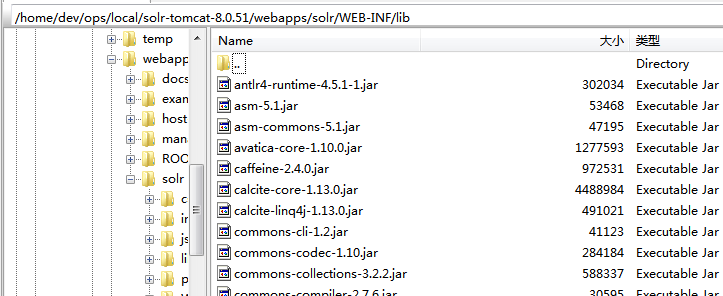 /home/dev/ops/local/solr-tomcat-8.0.51/webapps/solr/WEB-INF/lib
temp
webapp
docs
exam
host
mana
ROO
solr
c
in
js
li
p
Name 大小 类型
.. Directory
antlr4-runtime-4.5.1-1.jar 302034 Executable Jar
asm-5.1.jar 53468 Executable Jar
asm-commons-5.1.jar 47195 Executable Jar
avatica-core-1.10.0.jar 1277593 Executable Jar
caffeine-2.4.0.jar 972531 Executable Jar
calcite-core-1.13.0.jar 4488984 Executable Jar
calcite-linq4j-1.13.0.jar 491021 Executable Jar
commons-cli-1.2.jar 41123 Executable Jar
commons-codec-1.10.jar 284184 Executable Jar
commons-collections-3.2.2.jar 588337 Executable Jar
commons-compiler-2.7.6.jar 30595 Executable Jar